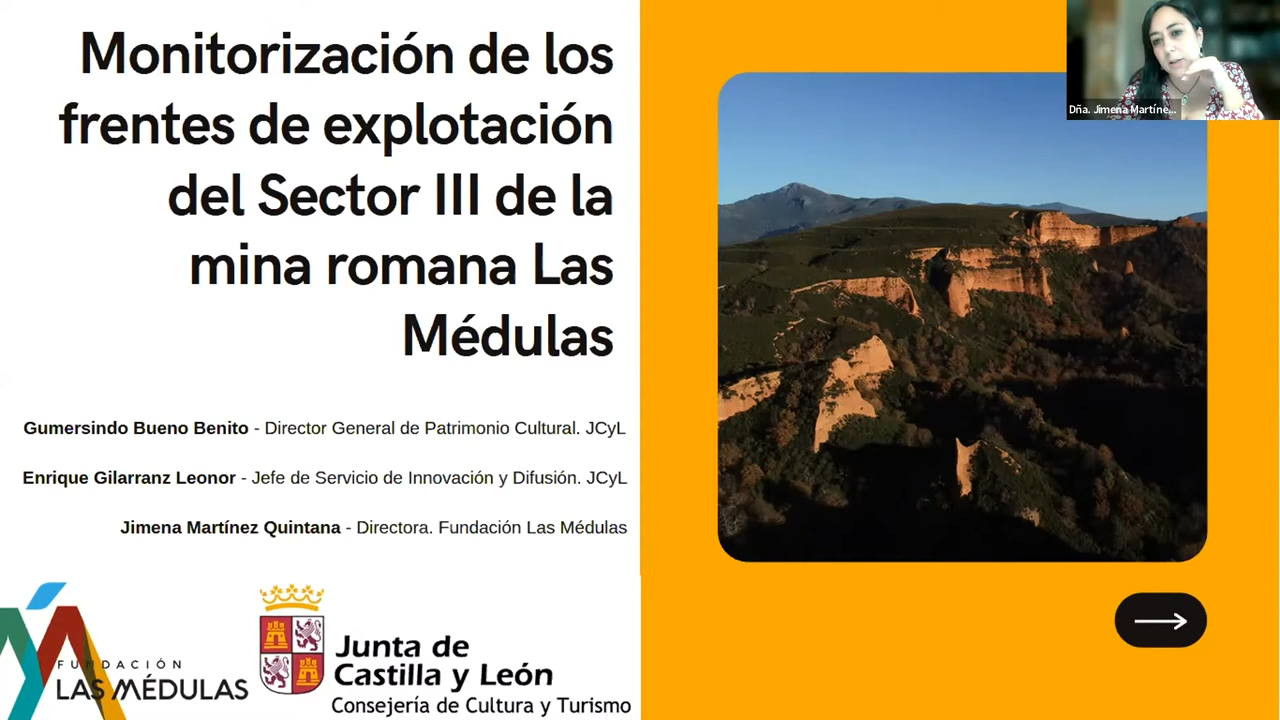 Monitorización de los
frentes de explotación
del Sector III de la
mina romana Las
Médulas
Gumersindo Bueno Benito - Director General de Patrimonio Cultural. JCyL
Enrique Gilarranz Leonor - Jefe de Servicio de Innovación y Difusión. JCyL
Jimena Martínez Quintana - Directora. Fundación Las Médulas
FUNDACIÓN
LAS MÉDULAS
Junta de
Castilla y León
Consejería de Cultura y Turismo
Dña. Jimena Martíne...